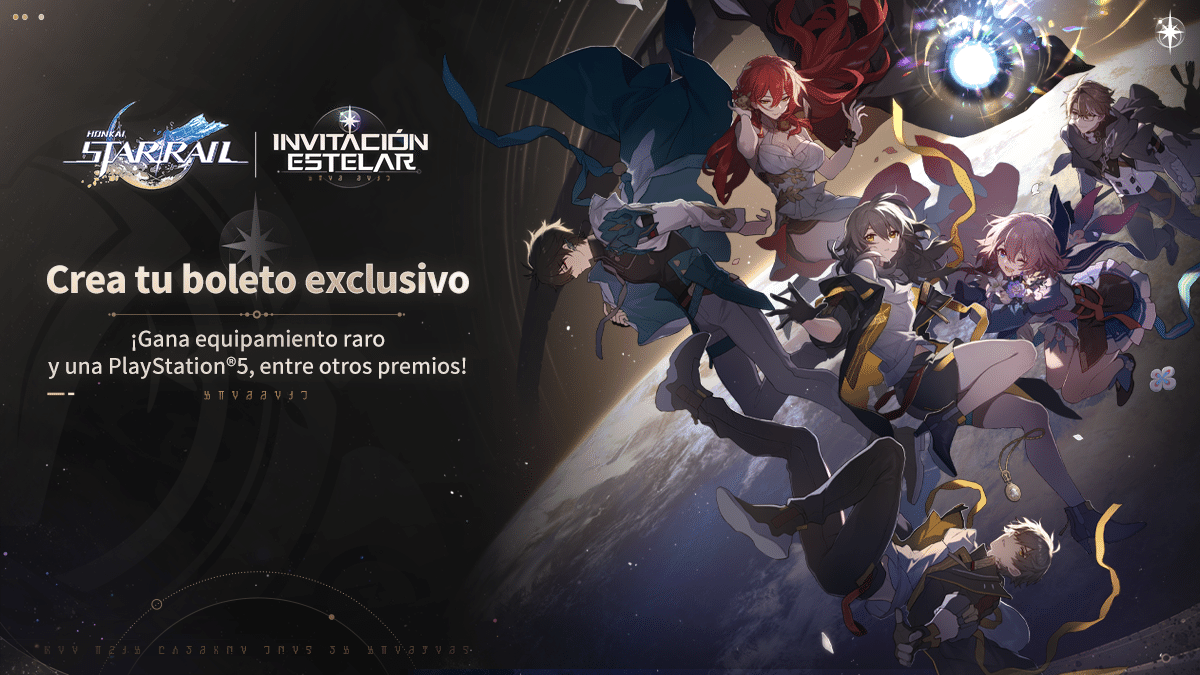 HONKAI
STAR RAIL
INVITACIÓN
ESTELAR
Crea tu boleto exclusivo
¡Gana equipamiento raro
y una PlayStation®5, entre otros premios!